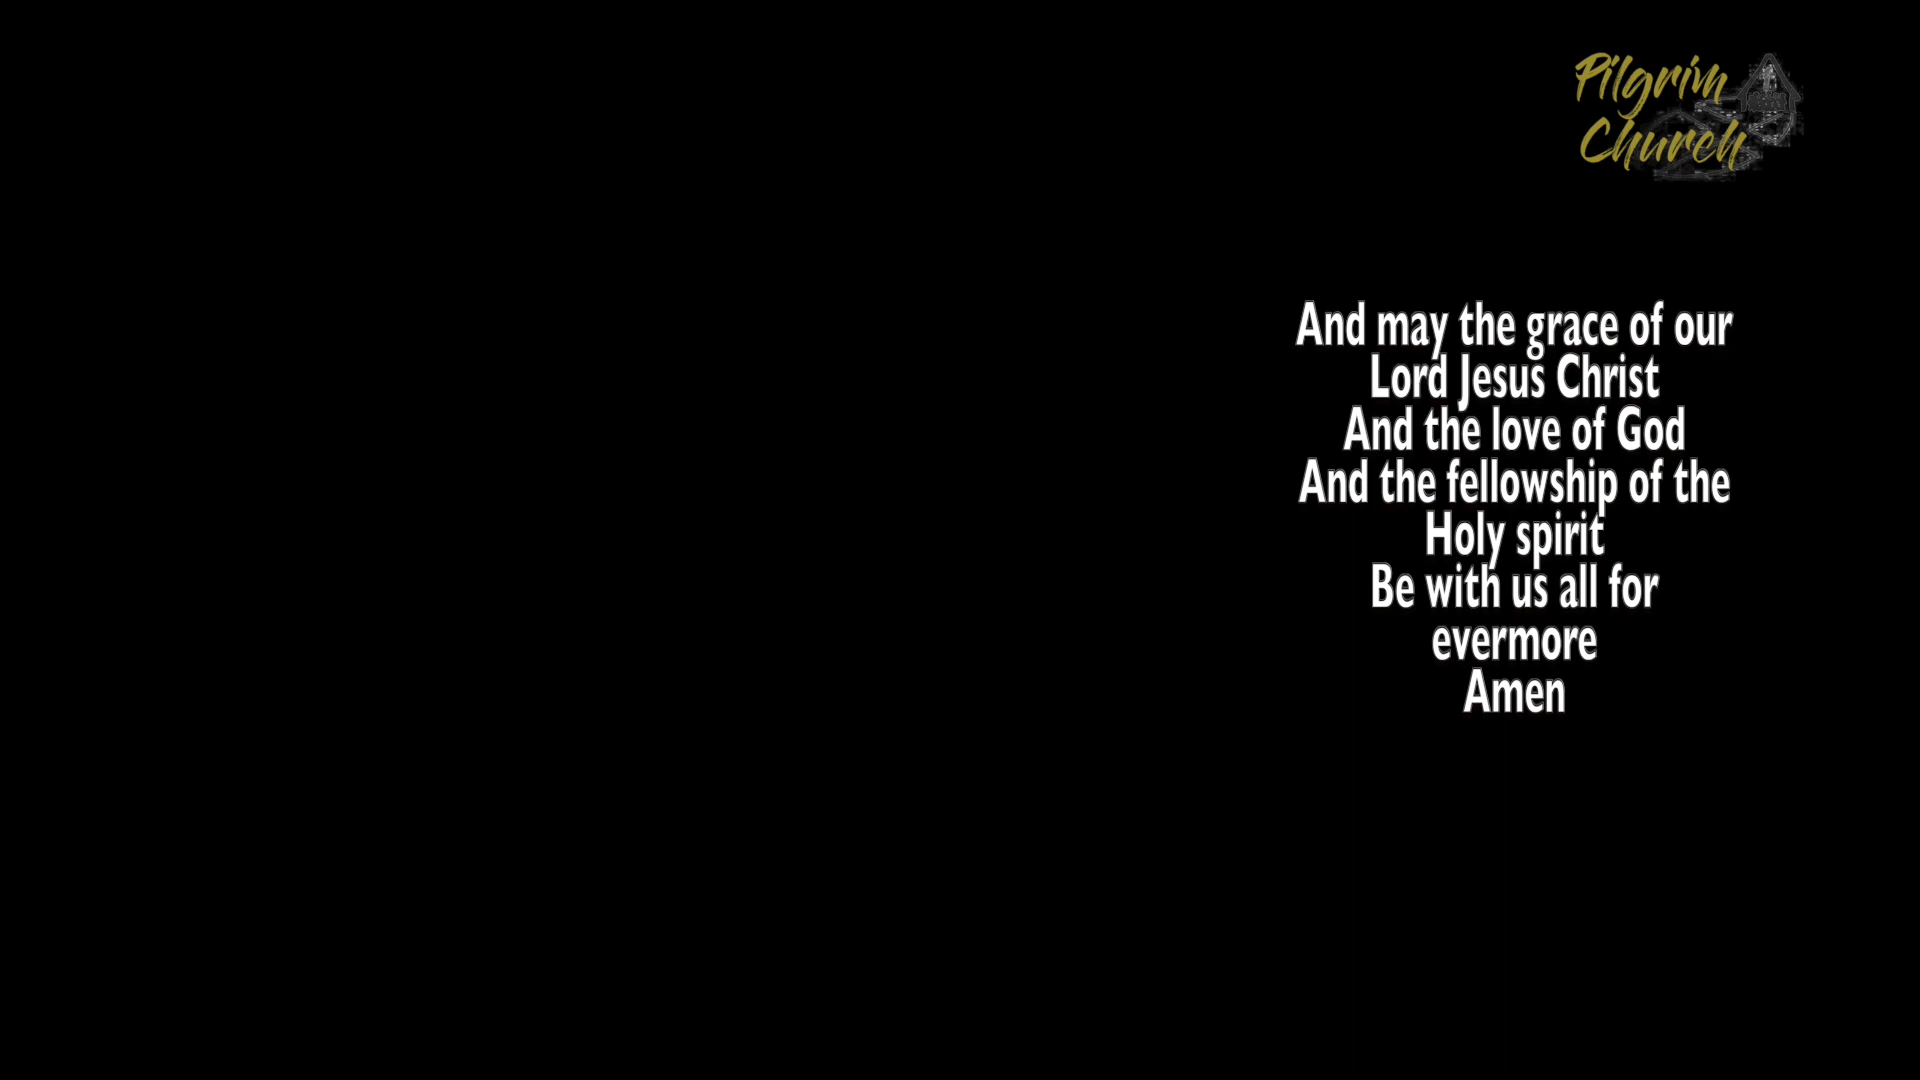 Pilgrim
Church
And may the grace of our
Lord Jesus Christ
And the love of God
And the fellowship of the
Holy spirit
Be with us all for
evermore
Amen